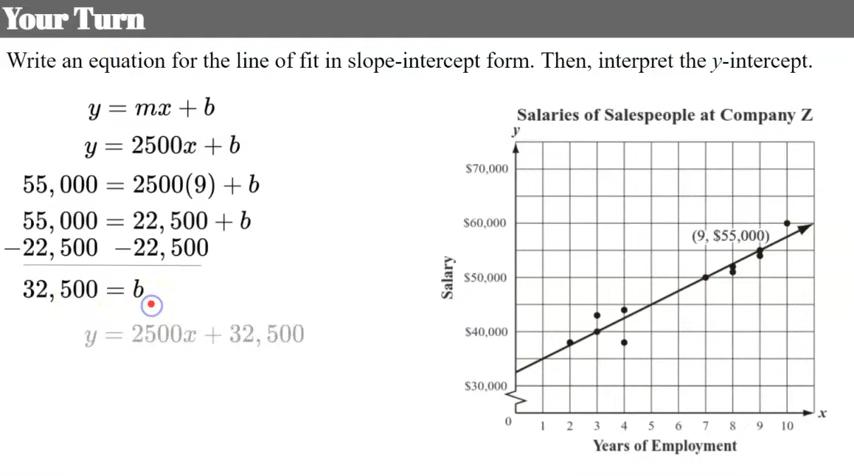 Your Turn
Write an equation for the line of fit in slope-intercept form. Then, interpret the y-intercept.
y = mx + b
y = 2500x + b
55,000 = 2500(9) + b
55,000 = 22,500 + b
−22,500 −22,500
32,500 = b
y = 2500x + 32,500
Salaries of Salespeople at Company Z
y
$70,000
$60,000
(9, $55,000)
$50,000
$40,000
$30,000
Salary
0 1 2 3 4 5 6 7 8 9 10 x
Years of Employment